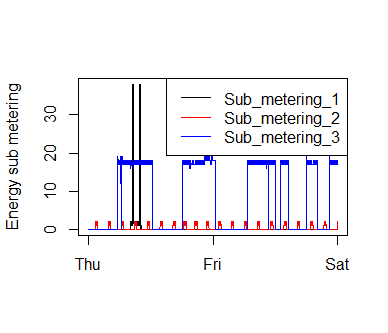 Energy sub metering
30
20
10
0
Sub_metering_1
Sub_metering_2
Sub_metering_3
Thu
Fri
Sat